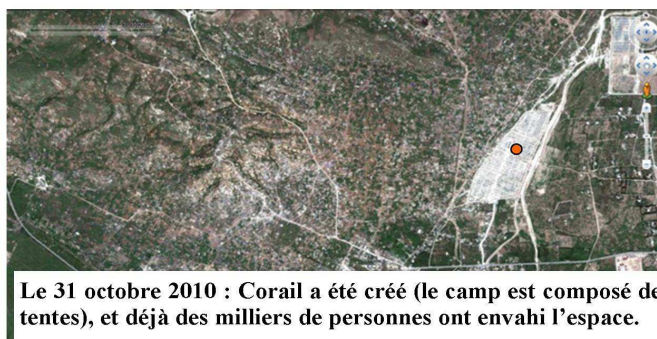 Le 31 octobre 2010 : Corail a été créé (le camp est composé de
tentes), et déjà des milliers de personnes ont envahi l'espace.